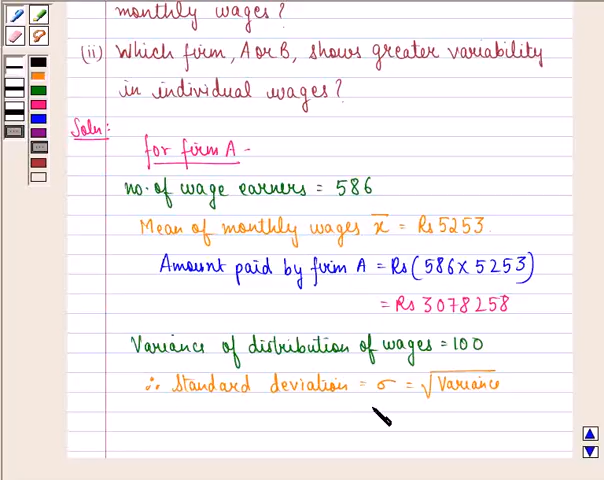 monthly wages?
(ii) Which firm, A or B, shows greater variability
in individual wages?
Soln:
for firm A -
no. of wage earners = 586
Mean of monthly wages x̅ = Rs 5253.
Amount paid by firm A = Rs (586 x 5253)
= Rs 3078258
Variance of distribution of wages = 100
∴ Standard deviation = σ = √Variance